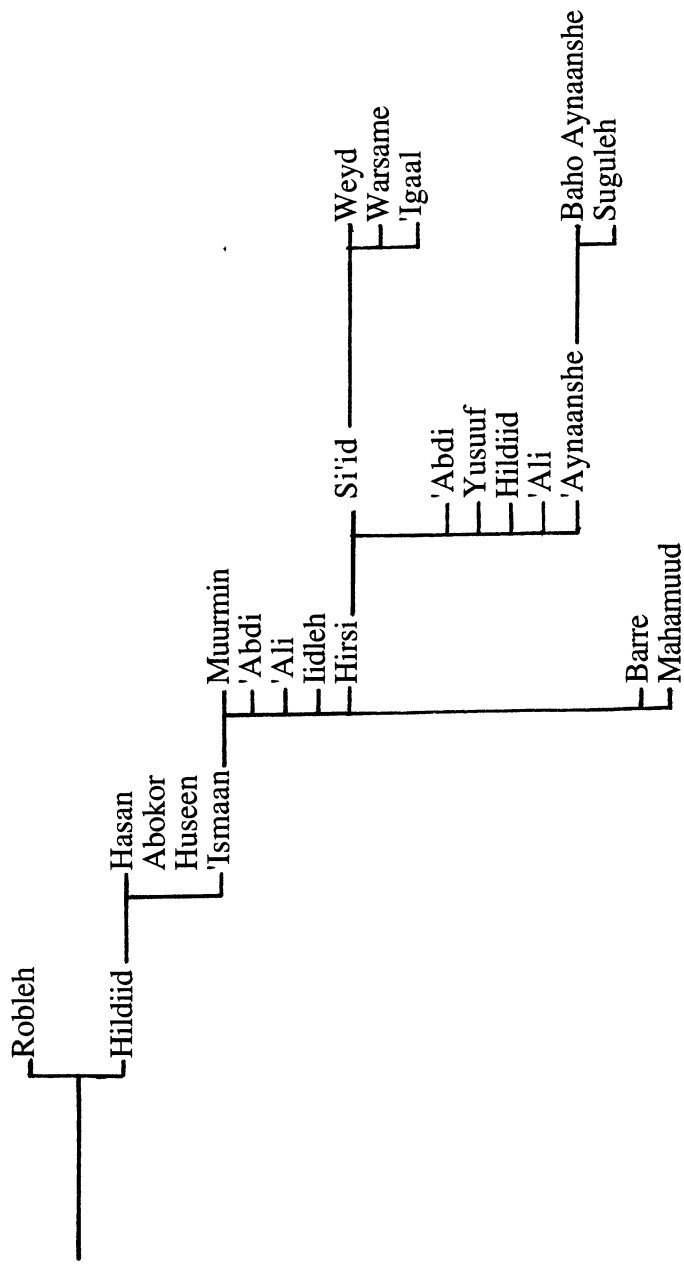 Robleh
Hildiid
Hasan
Abokor
Huseen
'Ismaan
Muurmin
'Abdi
'Ali
Iidleh
Hirsi
Si'id
Weyd
Warsame
'Igaal
'Abdi
Yusuuf
Hildiid
'Ali
'Aynaanshe
Baho Aynaanshe
Suguleh
Barre
Mahamuud